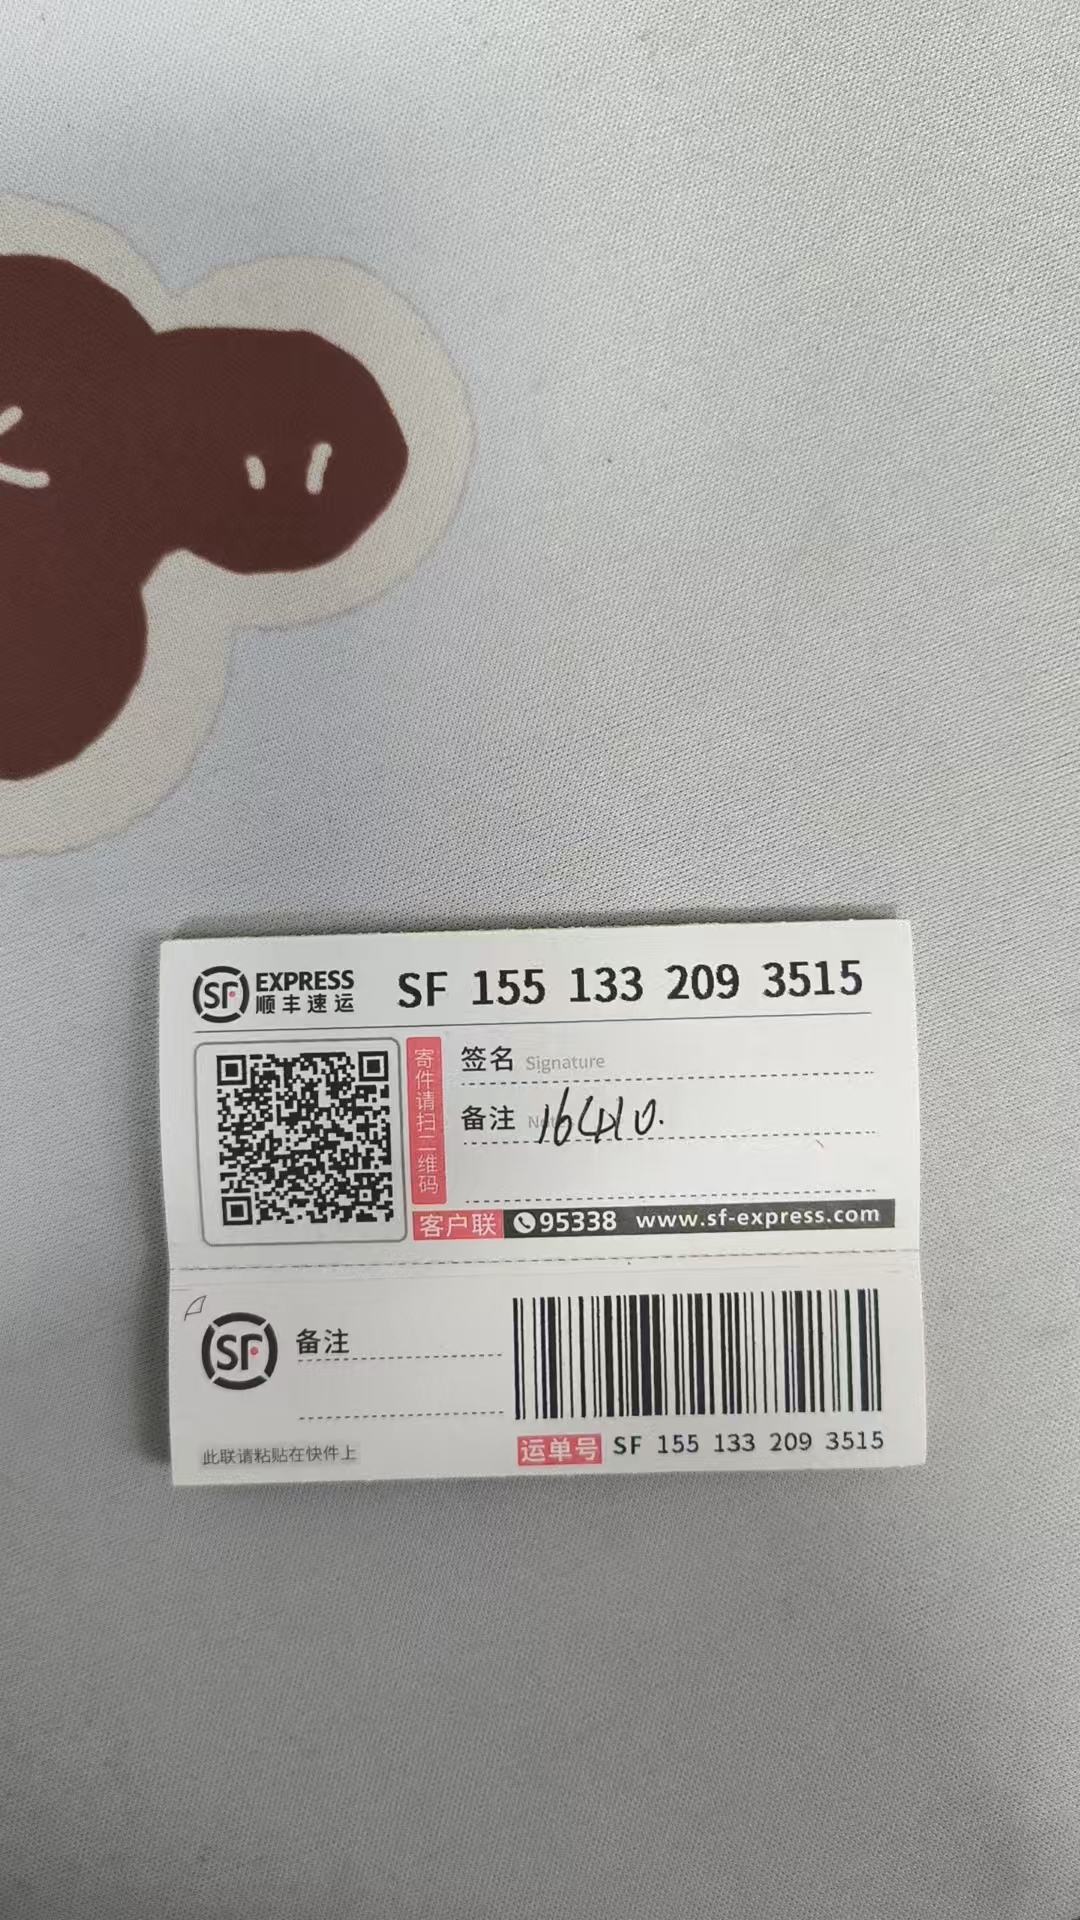 SF EXPRESS
顺丰速运
SF 155 133 209 3515
寄件请扫二维码
签名 Signature
备注 16410.
客户联 95338 www.sf-express.com
SF 备注
此联请粘贴在快件上
运单号 SF 155 133 209 3515